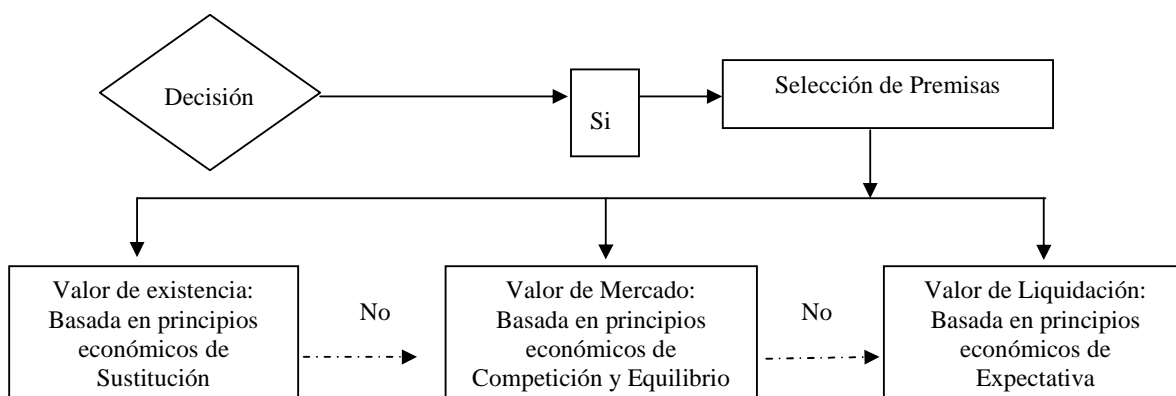 Decisión
Si
Selección de Premisas
Valor de existencia:
Basada en principios
económicos de
Sustitución
No
Valor de Mercado:
Basada en principios
económicos de
Competición y Equilibrio
No
Valor de Liquidación:
Basada en principios
económicos de
Expectativa